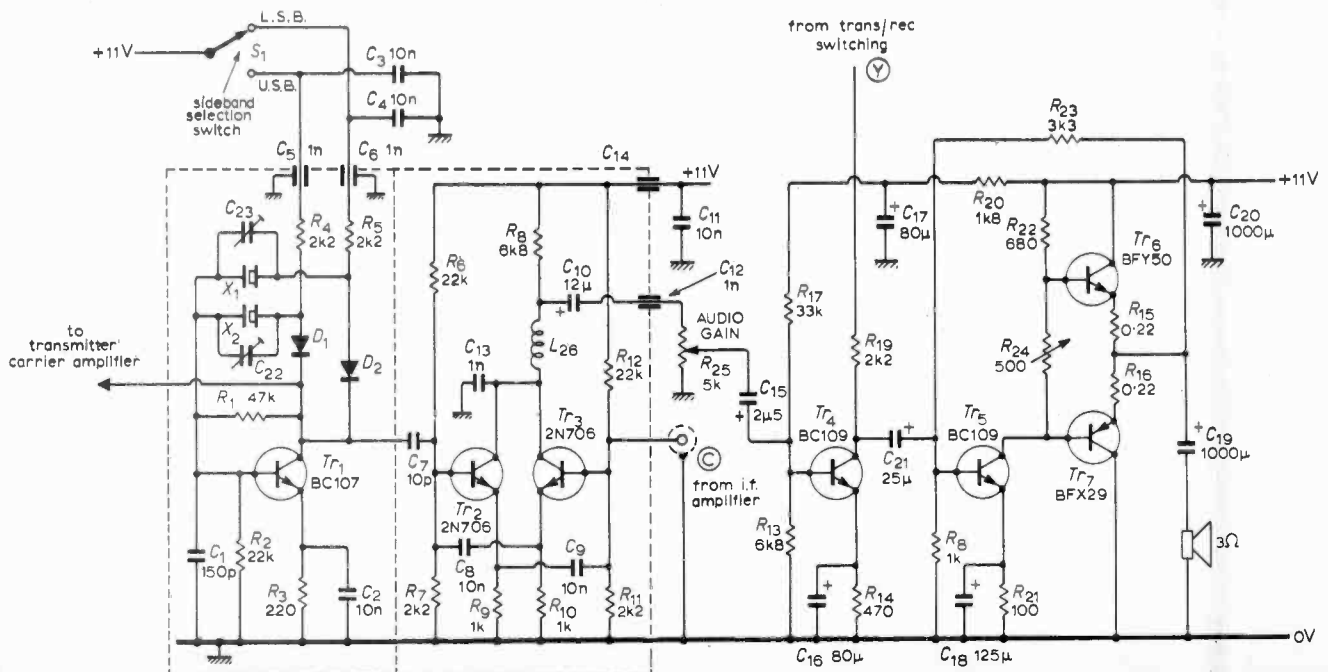 L.S.B.
+11V
S1
U.S.B.
sideband
selection
switch
C3 10n
C4 10n
C5 1n
C6 1n
C14
+11V
C11
10n
C23
R4
2k2
R5
2k2
X1
X2
C22
D1
D2
to
transmitter
carrier amplifier
R1 47k
Tr1
BC107
C1
150p
R2
22k
R3
220
C2
10n
C7
10p
R6
22k
R8
6k8
C10
12μ
C12
1n
C13
1n
L26
AUDIO
GAIN
R25
5k
R12
22k
Tr3
2N706
Tr2
2N706
C8
10n
C9
10n
R7
2k2
R9
1k
R10
1k
R11
2k2
C
from i.f.
amplifier
C15
2μ5
from trans/rec
switching
Y
R17
33k
C17
80μ
R19
2k2
R20
1k8
R23
3k3
R22
680
+11V
C20
1000μ
Tr6
BFY50
R15
0.22
R24
500
R16
0·22
Tr4
BC109
C21
25μ
Tr5
BC109
Tr7
BFX29
C19
1000μ
R13
6k8
R14
470
C16 80μ
R8
1k
R21
100
C18 125μ
3Ω
0V